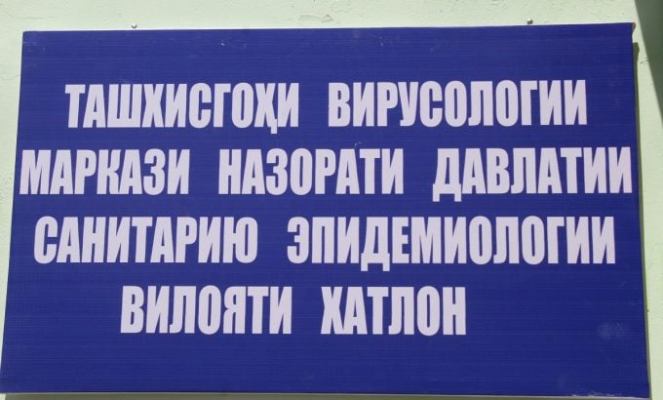 ТАШХИСГОҲИ ВИРУСОЛОГИИ
МАРКАЗИ НАЗОРАТИ ДАВЛАТИИ
САНИТАРИЮ ЭПИДЕМИОЛОГИИ
ВИЛОЯТИ ХАТЛОН